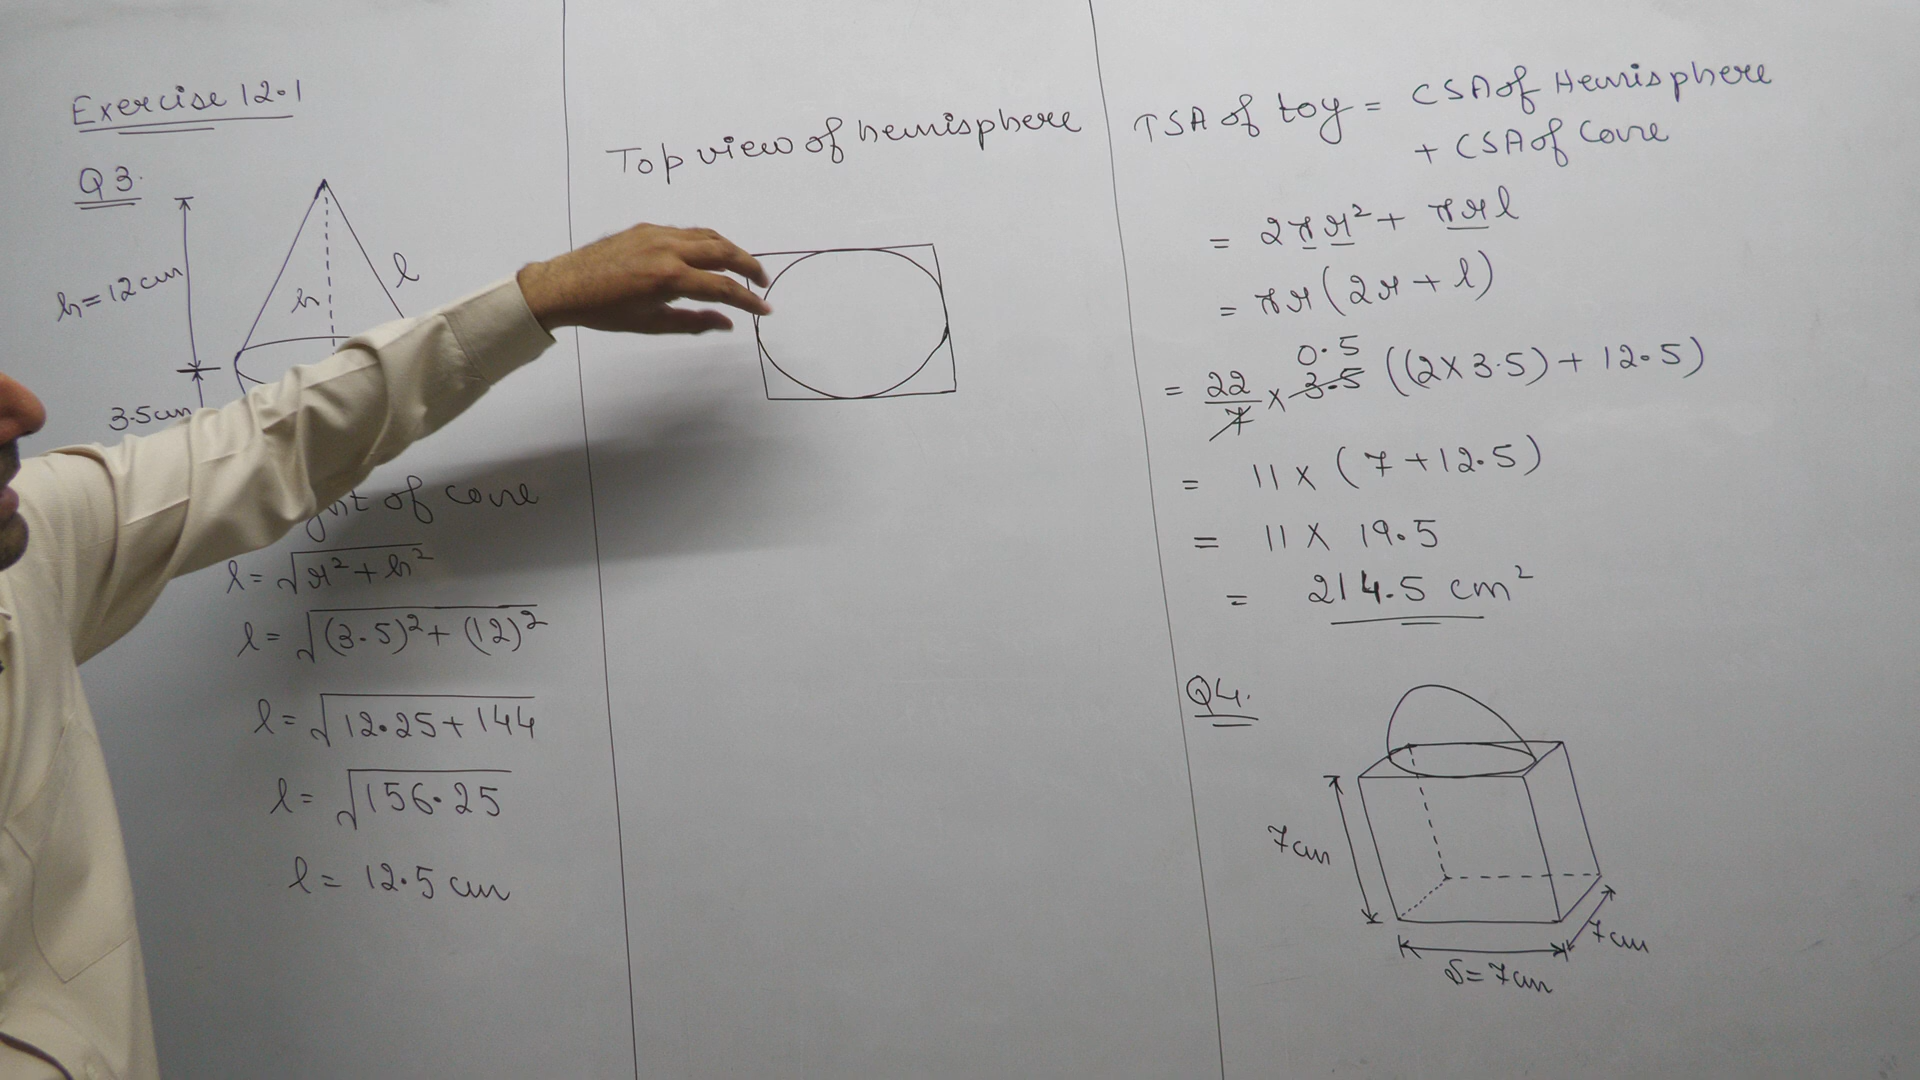 Exercise 12.1
Q3.
h=12cm
h
l
3.5cm
of cone
l=√r²+h²
l=√(3.5)²+(12)²
l=√12.25+144
l=√156.25
l=12.5 cm
Top view of hemisphere
TSA of toy = CSA of Hemisphere
+ CSA of Cone
= 2πr²+ πrl
= πr(2r+l)
0.5
= 22/7 × 3.5 ((2×3.5)+12.5)
= 11×(7+12.5)
= 11× 19.5
= 214.5 cm²
Q4.
7cm
7cm
S=7cm